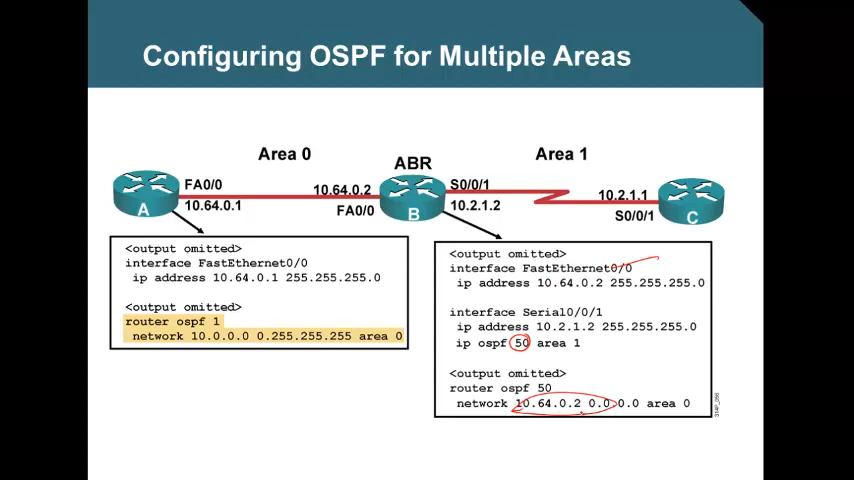 Configuring OSPF for Multiple Areas
Area 0
ABR
Area 1
FA0/0
10.64.0.1
10.64.0.2
FA0/0
S0/0/1
10.2.1.2
10.2.1.1
S0/0/1
A
B
C
<output omitted>
interface FastEthernet0/0
ip address 10.64.0.1 255.255.255.0
<output omitted>
router ospf 1
network 10.0.0.0 0.255.255.255 area 0
<output omitted>
interface FastEthernet0/0
ip address 10.64.0.2 255.255.255.0
interface Serial0/0/1
ip address 10.2.1.2 255.255.255.0
ip ospf 50 area 1
<output omitted>
router ospf 50
network 10.64.0.2 0.0.0.0 area 0
314P_056